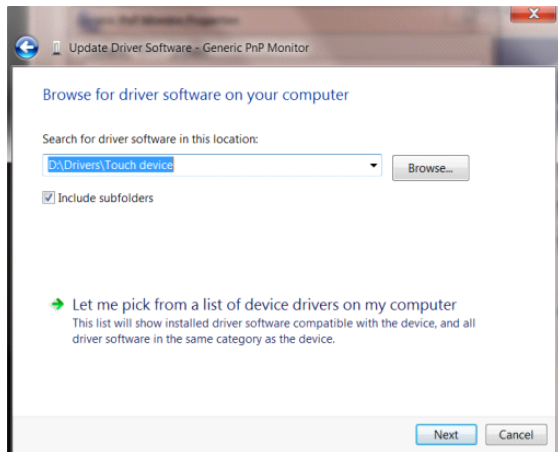 Update Driver Software - Generic PnP Monitor
Browse for driver software on your computer
Search for driver software in this location:
D:\Drivers\Touch device
Browse...
Include subfolders
Let me pick from a list of device drivers on my computer
This list will show installed driver software compatible with the device, and all
driver software in the same category as the device.
Next
Cancel